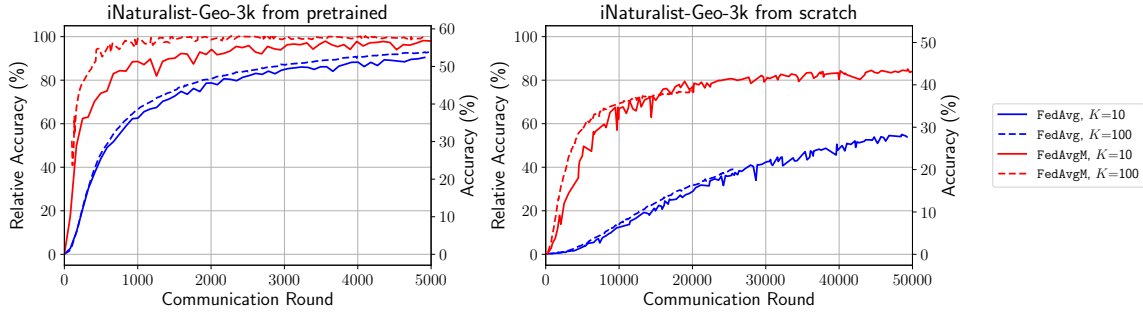 iNaturalist-Geo-3k from pretrained
Relative Accuracy (%)
100
80
60
40
20
0
60
50
40
30
20
10
0
Accuracy (%)
0 1000 2000 3000 4000 5000
Communication Round
iNaturalist-Geo-3k from scratch
Relative Accuracy (%)
100
80
60
40
20
0
50
40
30
20
10
0
Accuracy (%)
0 10000 20000 30000 40000 50000
Communication Round
FedAvg, K=10
FedAvg, K=100
FedAvgM, K=10
FedAvgM, K=100